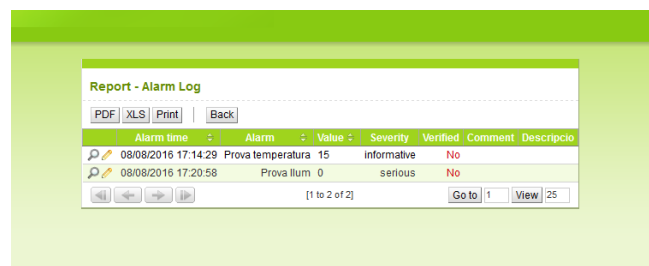 Report - Alarm Log
PDF XLS Print Back
Alarm time Alarm Value Severity Verified Comment Descripcio
08/08/2016 17:14:29 Prova temperatura 15 informative No
08/08/2016 17:20:58 Prova llum 0 serious No
[1 to 2 of 2] Go to 1 View 25